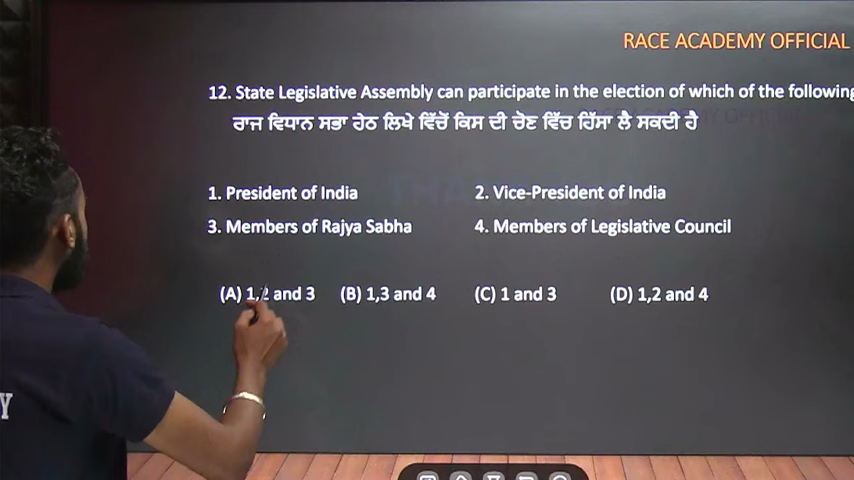 RACE ACADEMY OFFICIAL
12. State Legislative Assembly can participate in the election of which of the following
ਰਾਜ ਵਿਧਾਨ ਸਭਾ ਹੇਠ ਲਿਖੇ ਵਿੱਚੋਂ ਕਿਸ ਦੀ ਚੋਣ ਵਿੱਚ ਹਿੱਸਾ ਲੈ ਸਕਦੀ ਹੈ
1. President of India 2. Vice-President of India
3. Members of Rajya Sabha 4. Members of Legislative Council
(A) 1,2 and 3 (B) 1,3 and 4 (C) 1 and 3 (D) 1,2 and 4
Y